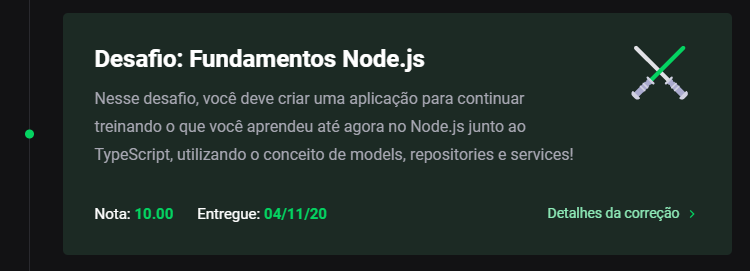 Desafio: Fundamentos Node.js
Nesse desafio, você deve criar uma aplicação para continuar
treinando o que você aprendeu até agora no Node.js junto ao
TypeScript, utilizando o conceito de models, repositories e services!
Nota: 10.00 Entregue: 04/11/20 Detalhes da correção